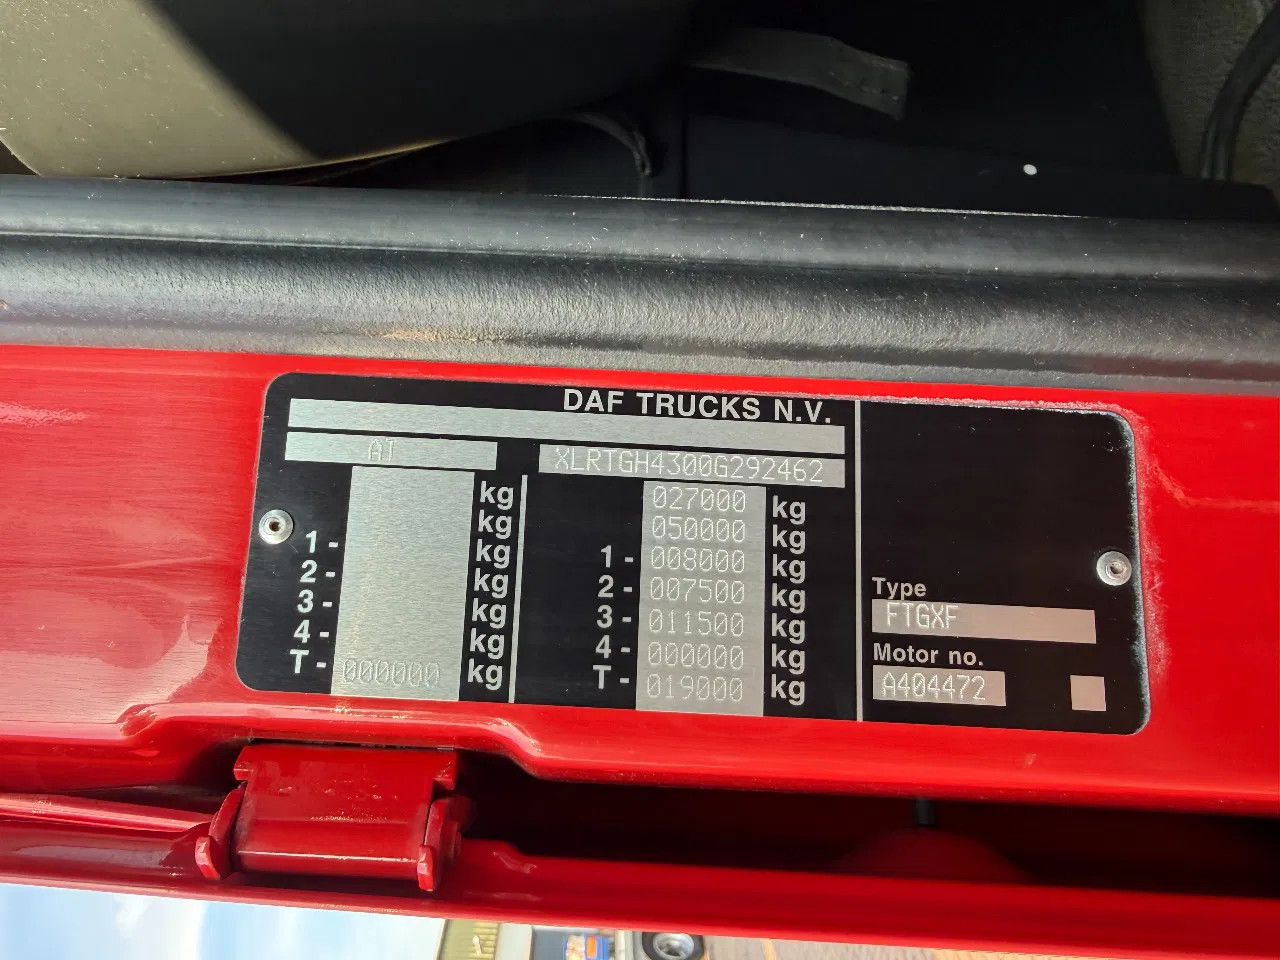 DAF TRUCKS N.V.
AI XLRTGH4300G292462
kg 027000 kg
kg 050000 kg
1 - kg 1 - 008000 kg
2 - kg 2 - 007500 kg
3 - kg 3 - 011500 kg
4 - kg 4 - 000000 kg
T - 000000 kg T - 019000 kg
Type
FTGXF
Motor no.
A404472